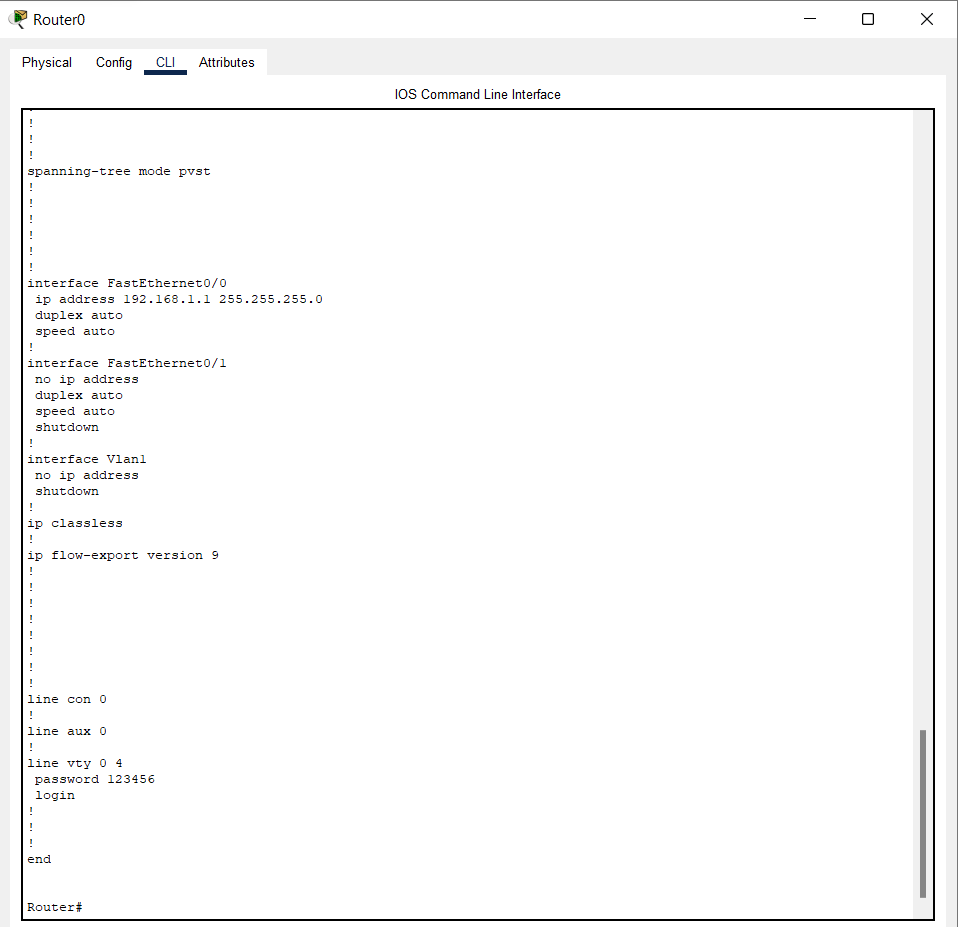 Router0
Physical Config CLI Attributes
IOS Command Line Interface
!
!
!
spanning-tree mode pvst
!
!
!
!
!
!
interface FastEthernet0/0
 ip address 192.168.1.1 255.255.255.0
 duplex auto
 speed auto
!
interface FastEthernet0/1
 no ip address
 duplex auto
 speed auto
 shutdown
!
interface Vlan1
 no ip address
 shutdown
!
ip classless
!
ip flow-export version 9
!
!
!
!
!
!
!
!
line con 0
!
line aux 0
!
line vty 0 4
 password 123456
 login
!
!
!
end
Router#